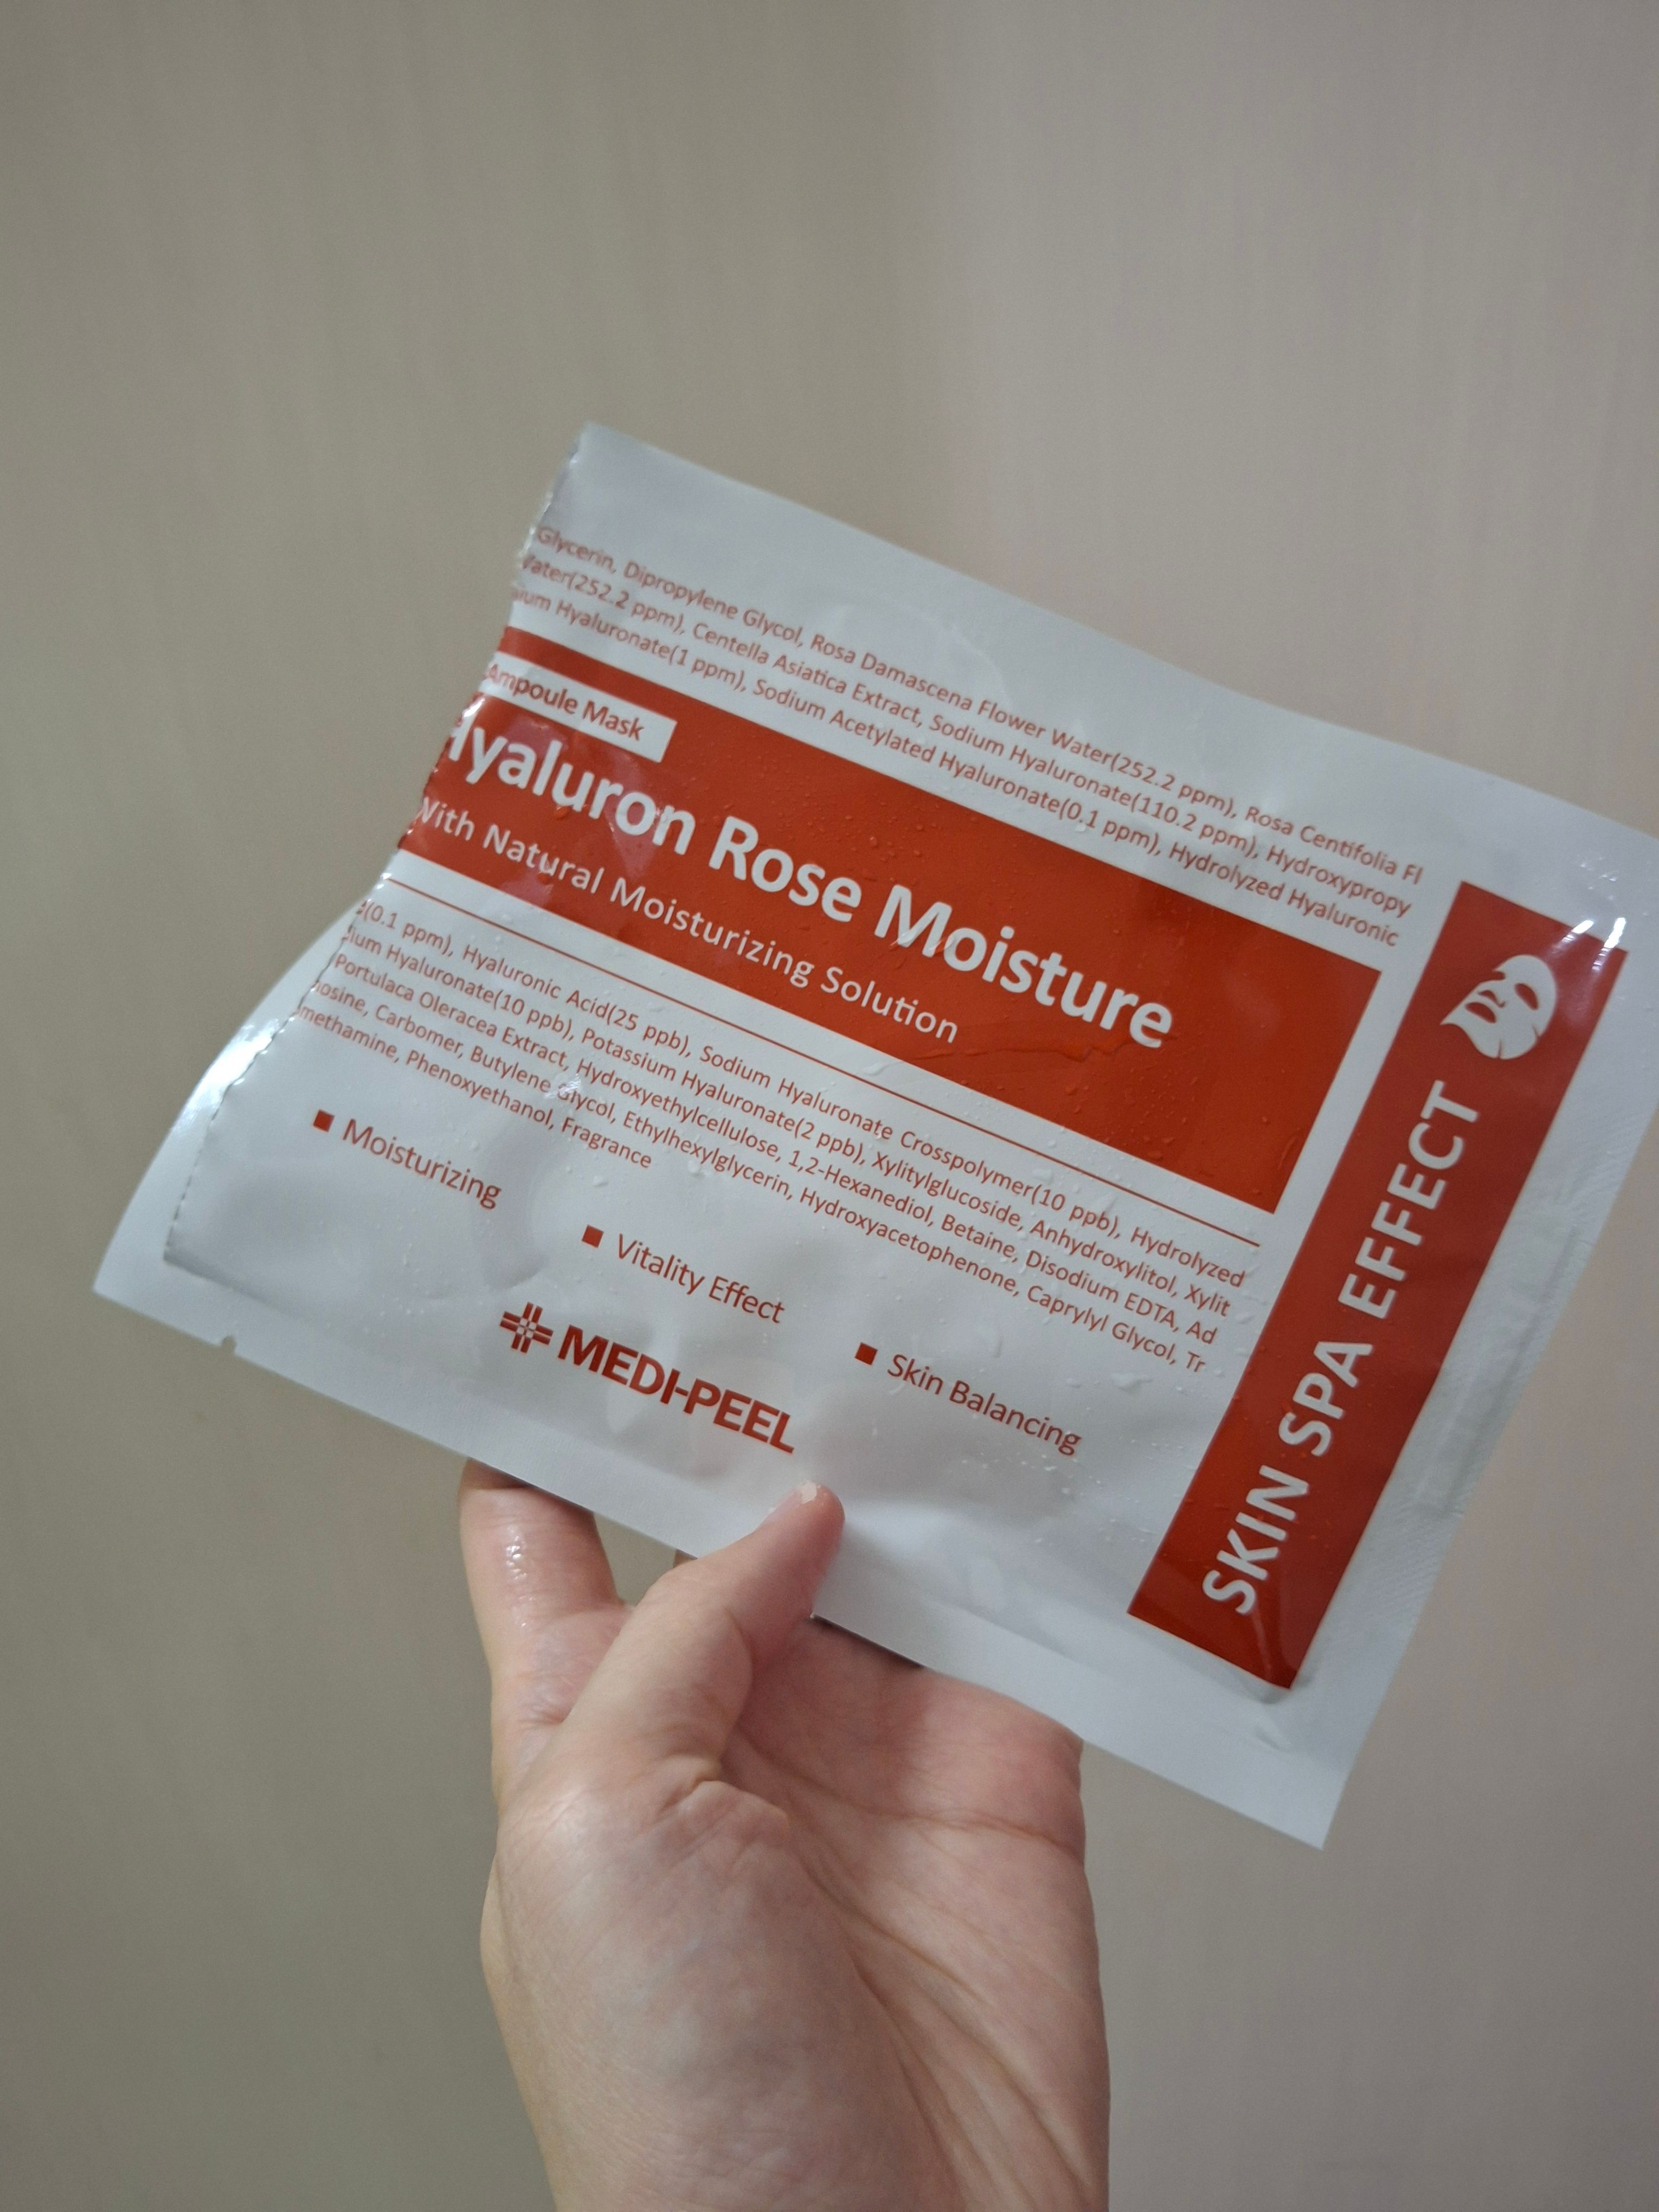 Glycerin, Dipropylene Glycol, Rosa Damascena Flower Water(252.2 ppm), Rosa Centifolia Fl
Water(252.2 ppm), Centella Asiatica Extract, Sodium Hyaluronate(110.2 ppm), Hydroxypropy
ium Hyaluronate(1 ppm), Sodium Acetylated Hyaluronate(0.1 ppm), Hydrolyzed Hyaluronic
Ampoule Mask
Hyaluron Rose Moisture
With Natural Moisturizing Solution
(0.1 ppm), Hyaluronic Acid(25 ppb), Sodium Hyaluronate Crosspolymer(10 ppb), Hydrolyzed
ium Hyaluronate(10 ppb), Potassium Hyaluronate(2 ppb), Xylitylglucoside, Anhydroxylitol, Xylit
Portulaca Oleracea Extract, Hydroxyethylcellulose, 1,2-Hexanediol, Betaine, Disodium EDTA, Ad
nosine, Carbomer, Butylene Glycol, Ethylhexylglycerin, Hydroxyacetophenone, Caprylyl Glycol, Tr
methamine, Phenoxyethanol, Fragrance
■ Moisturizing
■ Vitality Effect
■ Skin Balancing
MEDI-PEEL
SKIN SPA EFFECT